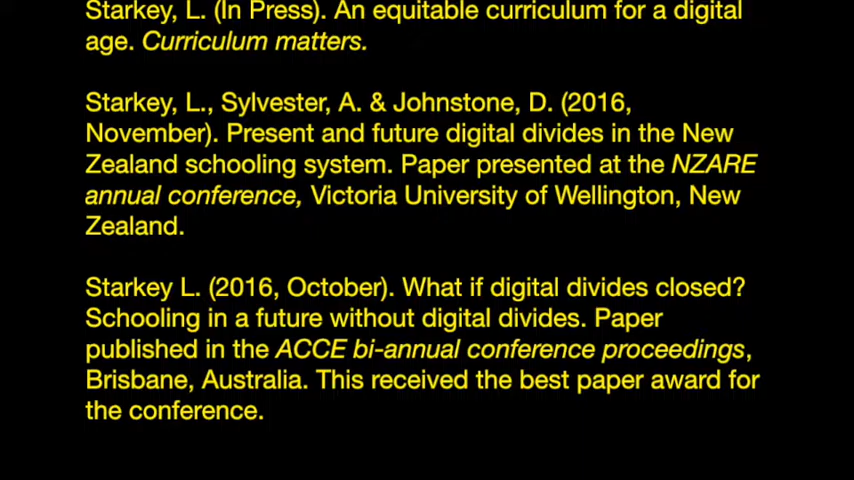 Starkey, L. (In Press). An equitable curriculum for a digital
age. Curriculum matters.
Starkey, L., Sylvester, A. & Johnstone, D. (2016,
November). Present and future digital divides in the New
Zealand schooling system. Paper presented at the NZARE
annual conference, Victoria University of Wellington, New
Zealand.
Starkey L. (2016, October). What if digital divides closed?
Schooling in a future without digital divides. Paper
published in the ACCE bi-annual conference proceedings,
Brisbane, Australia. This received the best paper award for
the conference.